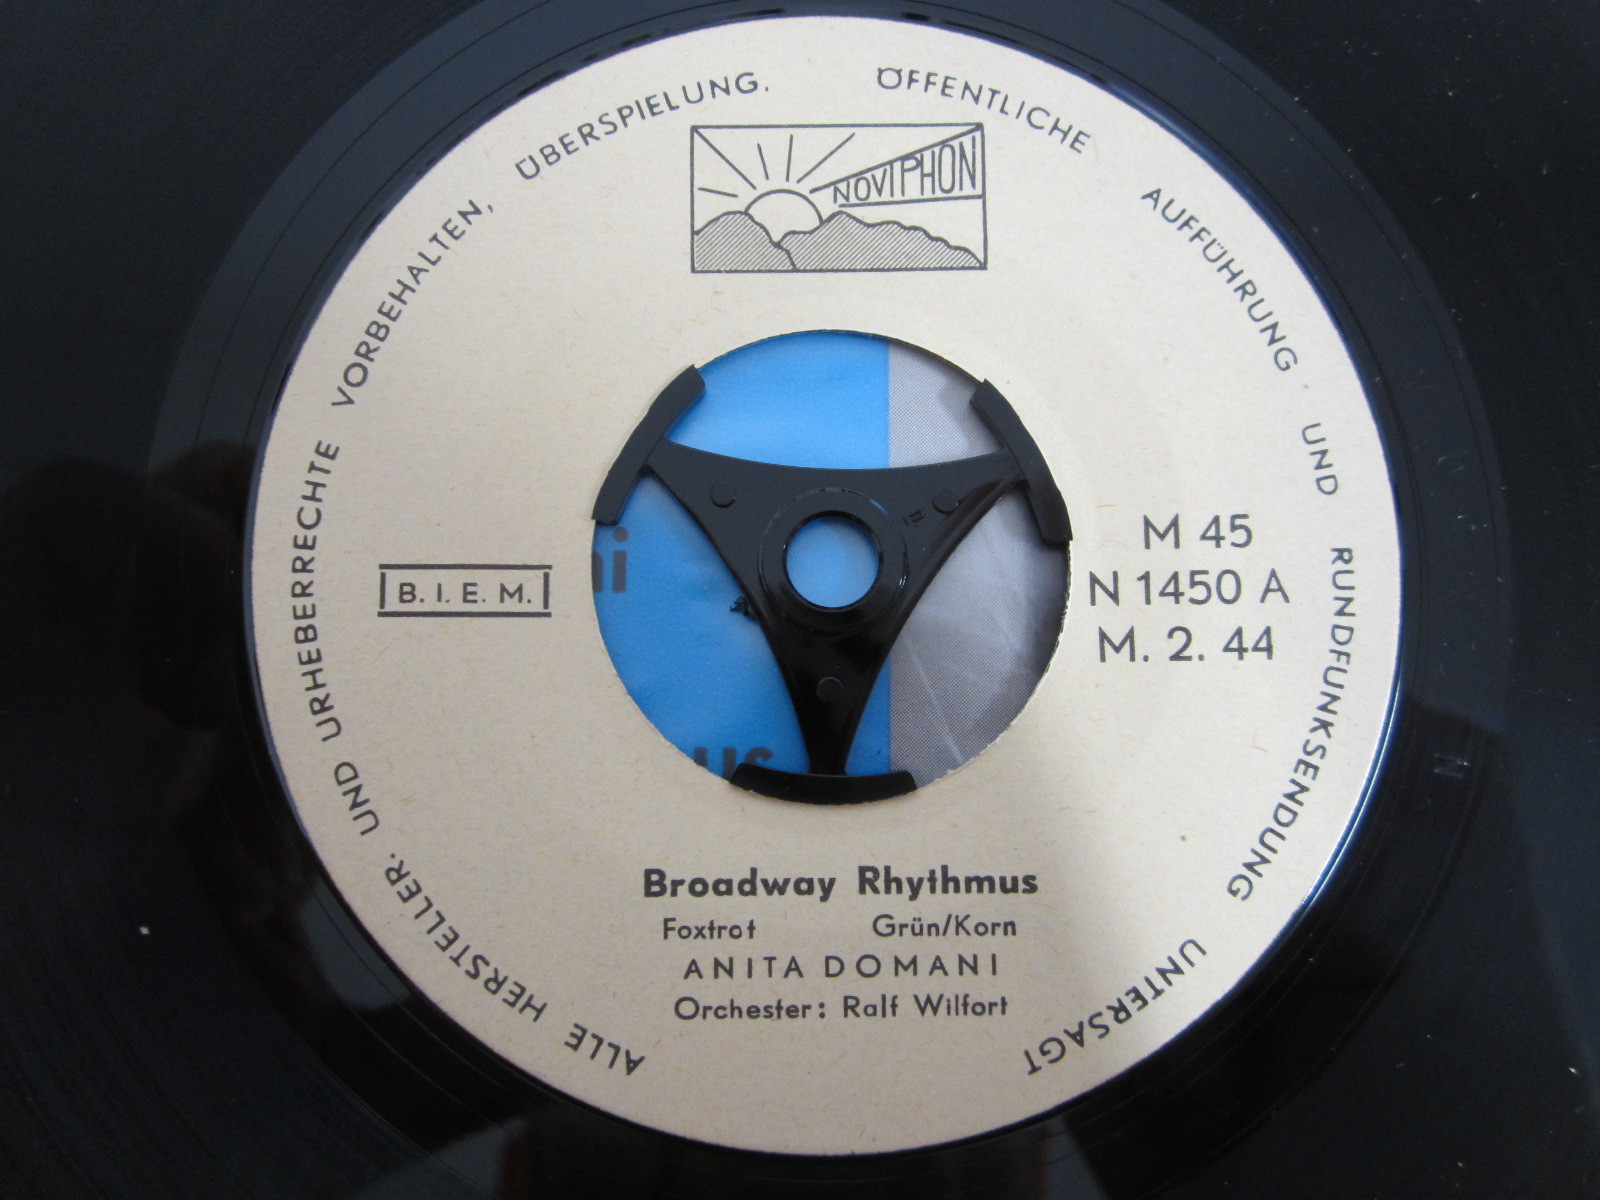 ALLE HERSTELLER. UND URHEBERRECHTE VORBEHALTEN, ÜBERSPIELUNG. ÖFFENTLICHE AUFFÜHRUNG UND RUNDFUNKSENDUNG UNTERSAGT
NOVIPHON
B. I. E. M.
M 45
N 1450 A
M. 2. 44
Broadway Rhythmus
Foxtrot Grün/Korn
ANITA DOMANI
Orchester: Ralf Wilfort